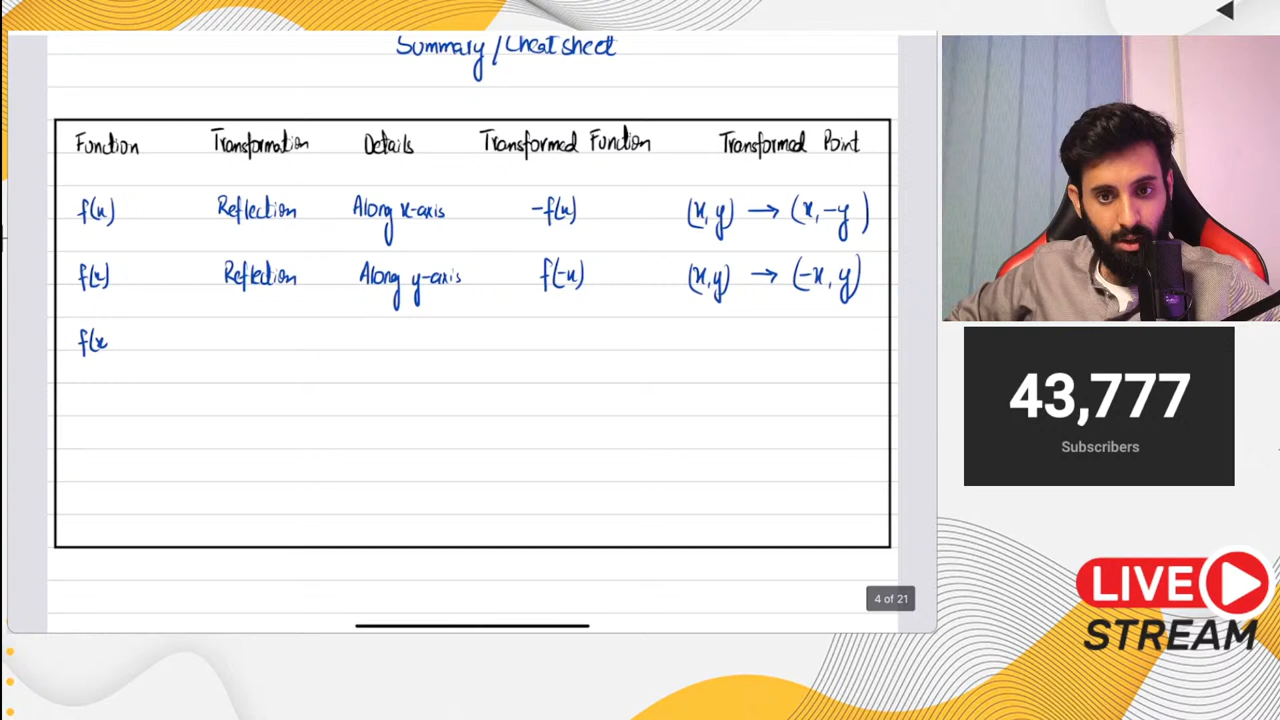 Summary/Cheat sheet
Function Transformation Details Transformed Function Transformed Point
f(x) Reflection Along x-axis -f(x) (x, y) → (x, -y)
f(x) Reflection Along y-axis f(-x) (x,y) → (-x, y)
f(x
4 of 21
43,777
Subscribers
LIVE
STREAM